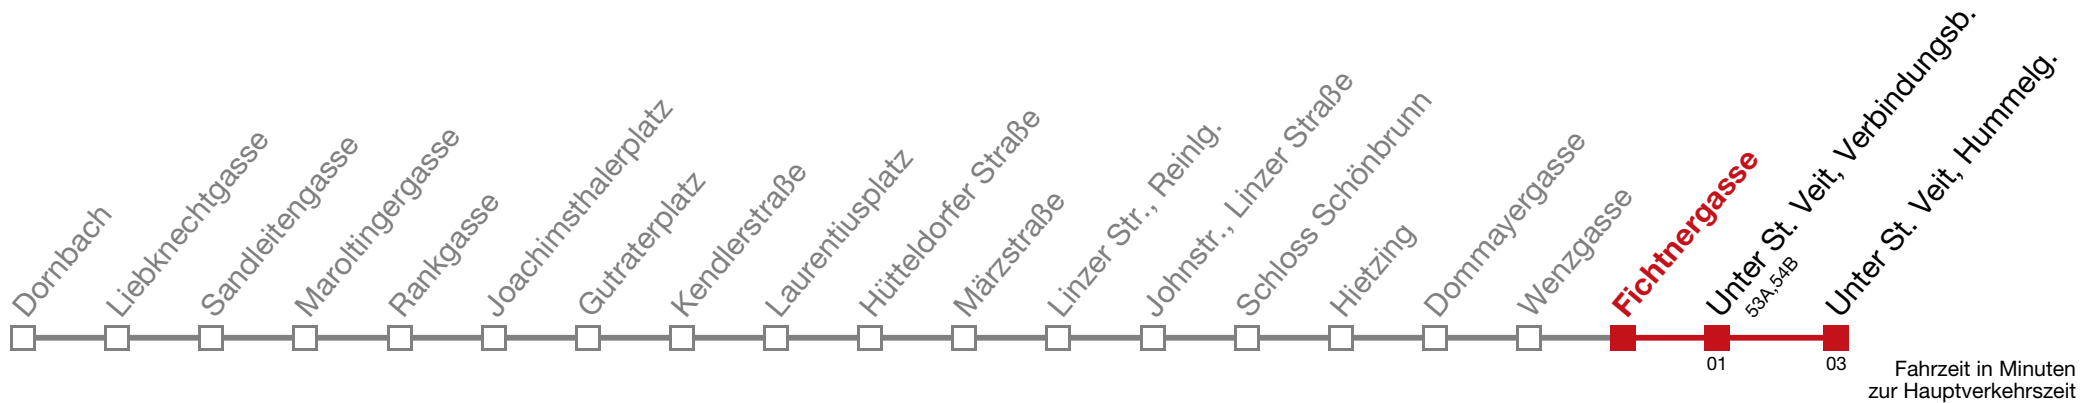 Dornbach
Liebknechtgasse
Sandleitengasse
Maroltingergasse
Rankgasse
Joachimsthalerplatz
Gutraterplatz
Kendlerstraße
Laurentiusplatz
Hütteldorfer Straße
Märzstraße
Linzer Str., Reinlg.
Johnstr., Linzer Straße
Schloss Schönbrunn
Hietzing
Dommayergasse
Wenzgasse
Fichtnergasse
Unter St. Veit, Verbindungsb.
53A,54B
Unter St. Veit, Hummelg.
01
03
Fahrzeit in Minuten
zur Hauptverkehrszeit